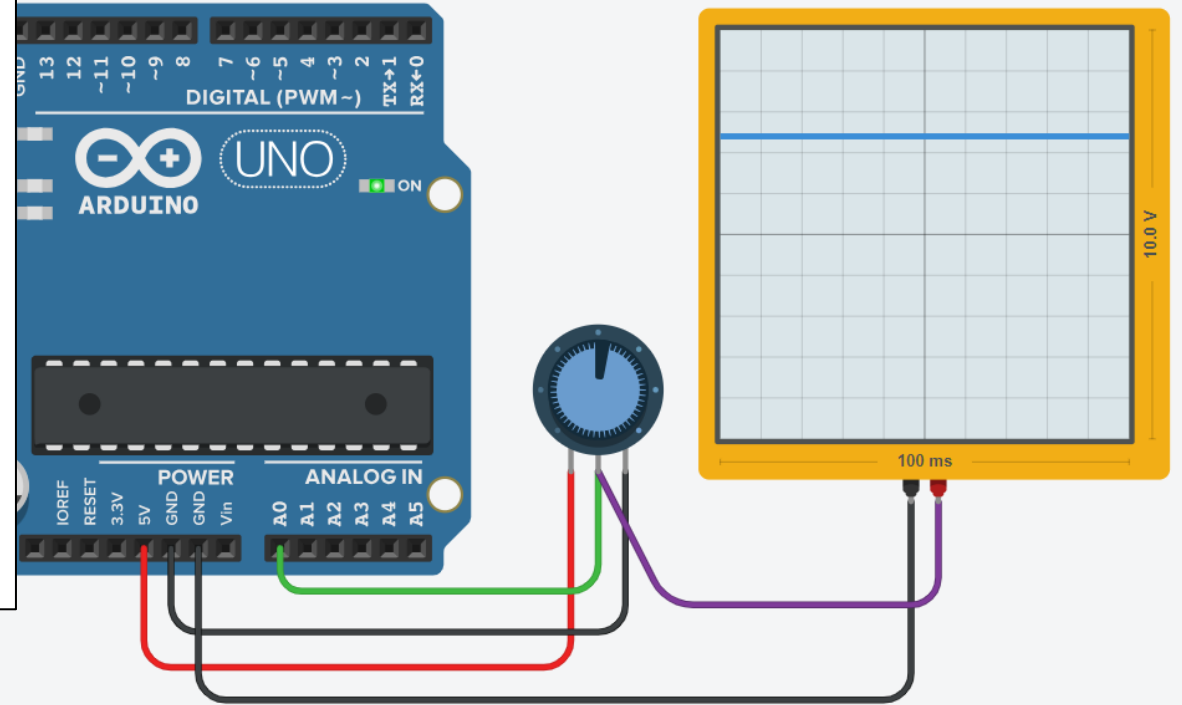 GND
13
12
~11
~10
~9
8
7
~6
~5
4
~3
2
TX→1
RX←0
DIGITAL (PWM~)
UNO
ARDUINO
ON
10.0 V
100 ms
POWER
ANALOG IN
IOREF
RESET
3.3V
5V
GND
GND
Vin
A0
A1
A2
A3
A4
A5